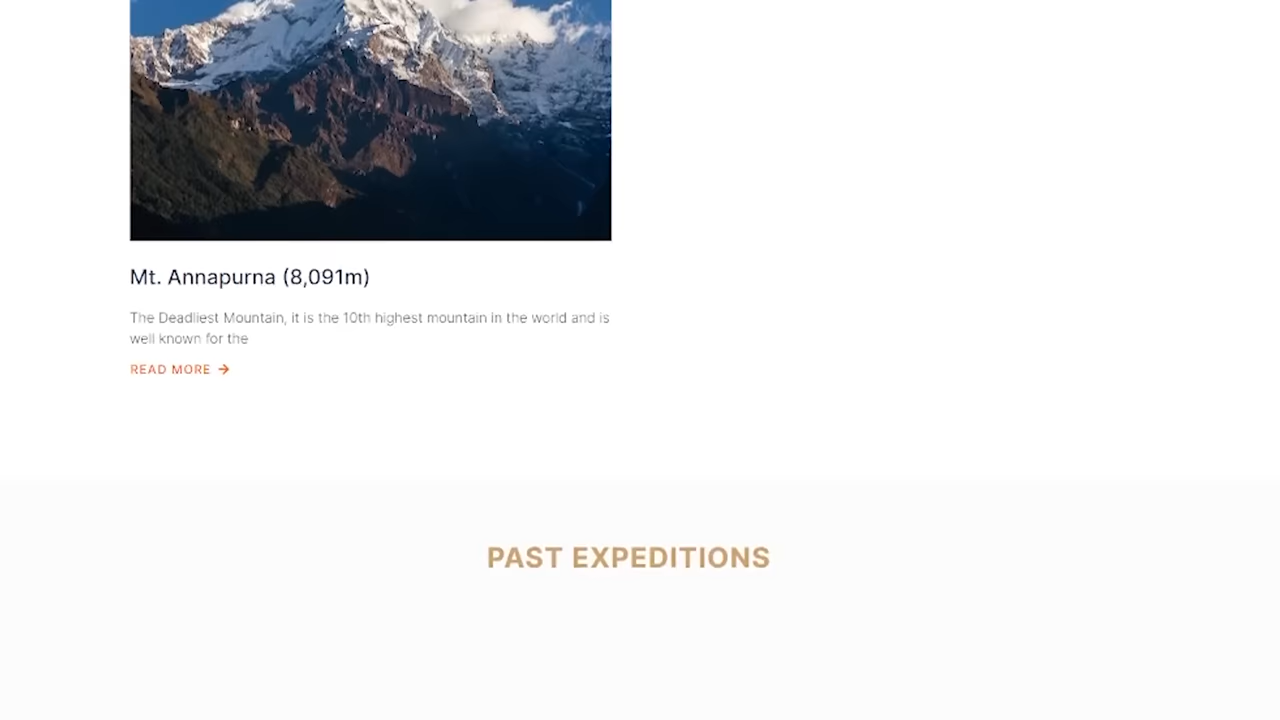 Mt. Annapurna (8,091m)
The Deadliest Mountain, it is the 10th highest mountain in the world and is
well known for the
READ MORE →
PAST EXPEDITIONS